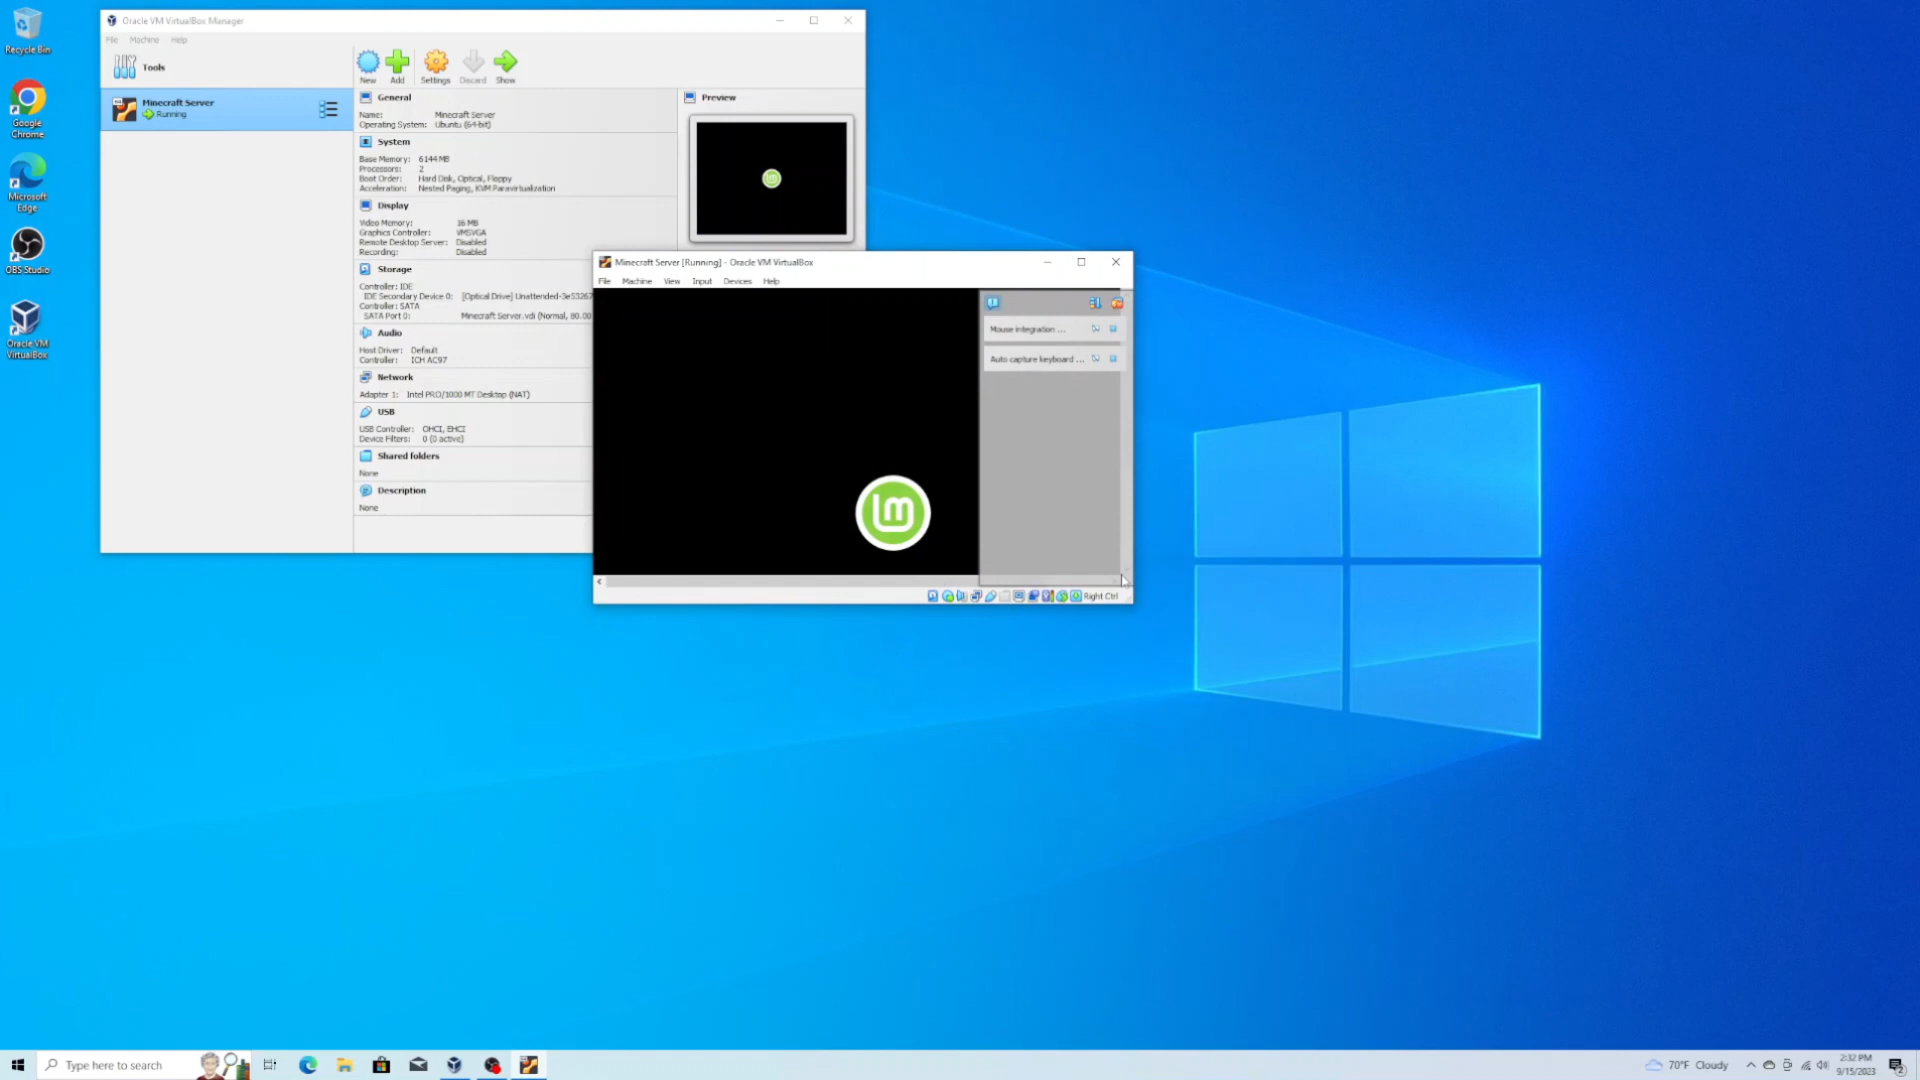 Recycle Bin
Google
Chrome
Microsoft
Edge
OBS Studio
Oracle VM
VirtualBox
Oracle VM VirtualBox Manager
File Machine Help
Tools
New Add Settings Discard Show
Minecraft Server
Running
General
Name: Minecraft Server
Operating System: Ubuntu (64-bit)
System
Base Memory: 6144 MB
Processors: 2
Boot Order: Hard Disk, Optical, Floppy
Acceleration: Nested Paging, KVM Paravirtualization
Display
Video Memory: 16 MB
Graphics Controller: VMSVGA
Remote Desktop Server: Disabled
Recording: Disabled
Storage
Controller: IDE
IDE Secondary Device 0: [Optical Drive] Unattended-3e53267
Controller: SATA
SATA Port 0: Minecraft Server.vdi (Normal, 80.00
Audio
Host Driver: Default
Controller: ICH AC97
Network
Adapter 1: Intel PRO/1000 MT Desktop (NAT)
USB
USB Controller: OHCI, EHCI
Device Filters: 0 (0 active)
Shared folders
None
Description
None
Preview
Minecraft Server [Running] - Oracle VM VirtualBox
File Machine View Input Devices Help
Mouse integration ...
Auto capture keyboard ...
lm
Right Ctrl
Type here to search
70°F Cloudy
2:32 PM
9/15/2023
2